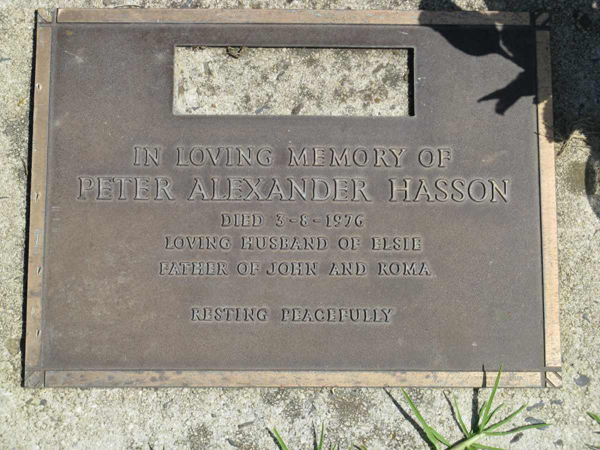 IN LOVING MEMORY OF
PETER ALEXANDER HASSON
DIED 3-8-1976
LOVING HUSBAND OF ELSIE
FATHER OF JOHN AND ROMA
RESTING PEACEFULLY